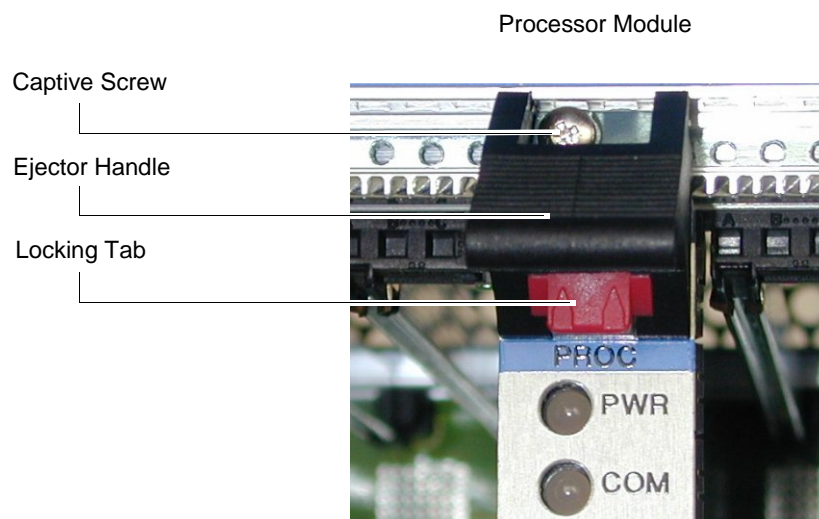 Processor Module
Captive Screw
Ejector Handle
Locking Tab
A
PROC
PWR
COM